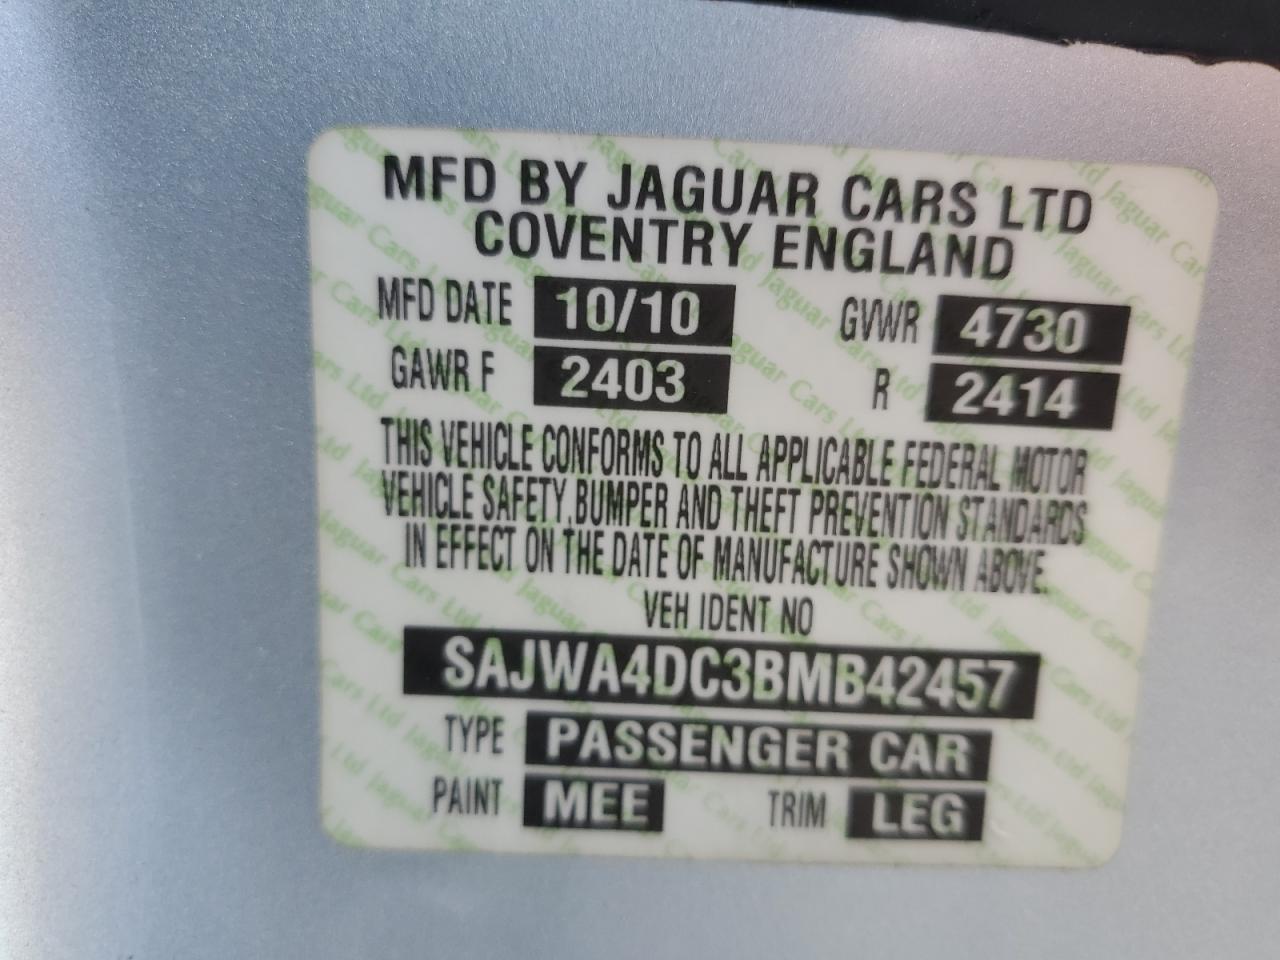 MFD BY JAGUAR CARS LTD
COVENTRY ENGLAND
MFD DATE 10/10 GVWR 4730
GAWR F 2403 R 2414
THIS VEHICLE CONFORMS TO ALL APPLICABLE FEDERAL MOTOR
VEHICLE SAFETY, BUMPER AND THEFT PREVENTION STANDARDS
IN EFFECT ON THE DATE OF MANUFACTURE SHOWN ABOVE.
VEH IDENT NO
SAJWA4DC3BMB42457
TYPE PASSENGER CAR
PAINT MEE TRIM LEG